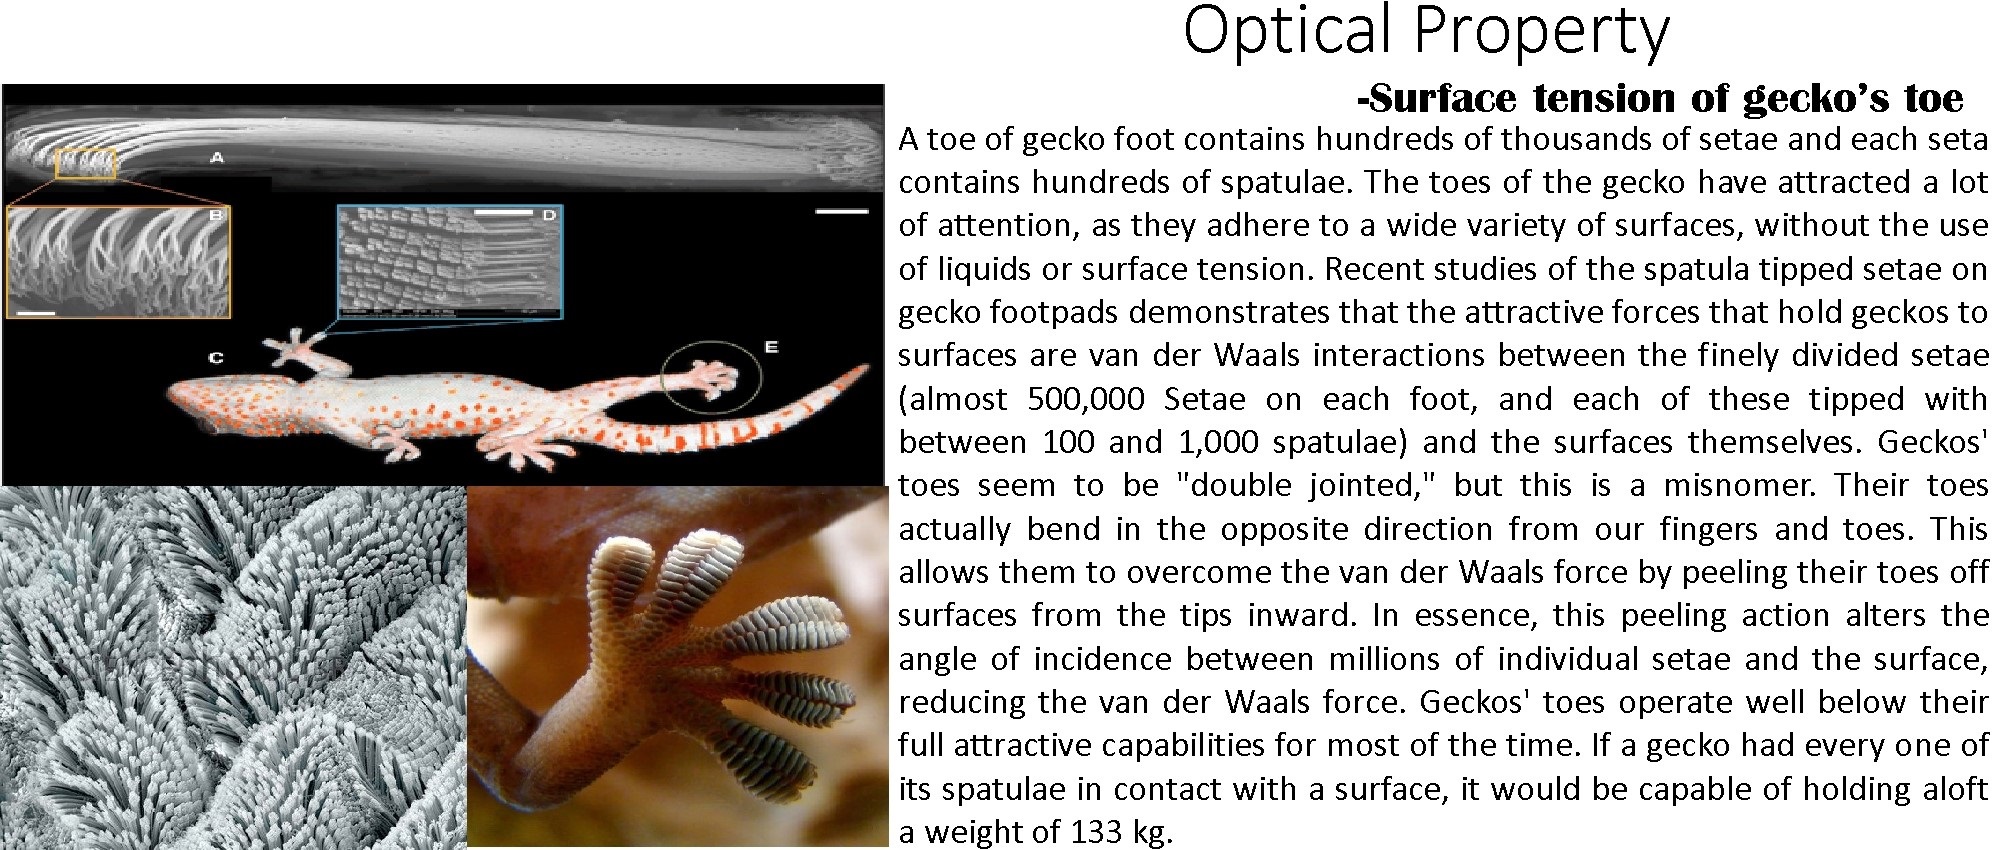 Optical Property
-Surface tension of gecko's toe
A toe of gecko foot contains hundreds of thousands of setae and each seta
contains hundreds of spatulae. The toes of the gecko have attracted a lot
of attention, as they adhere to a wide variety of surfaces, without the use
of liquids or surface tension. Recent studies of the spatula tipped setae on
gecko footpads demonstrates that the attractive forces that hold geckos to
surfaces are van der Waals interactions between the finely divided setae
(almost 500,000 Setae on each foot, and each of these tipped with
between 100 and 1,000 spatulae) and the surfaces themselves. Geckos'
toes seem to be "double jointed," but this is a misnomer. Their toes
actually bend in the opposite direction from our fingers and toes. This
allows them to overcome the van der Waals force by peeling their toes off
surfaces from the tips inward. In essence, this peeling action alters the
angle of incidence between millions of individual setae and the surface,
reducing the van der Waals force. Geckos' toes operate well below their
full attractive capabilities for most of the time. If a gecko had every one of
its spatulae in contact with a surface, it would be capable of holding aloft
a weight of 133 kg.
A
B
D
C
E